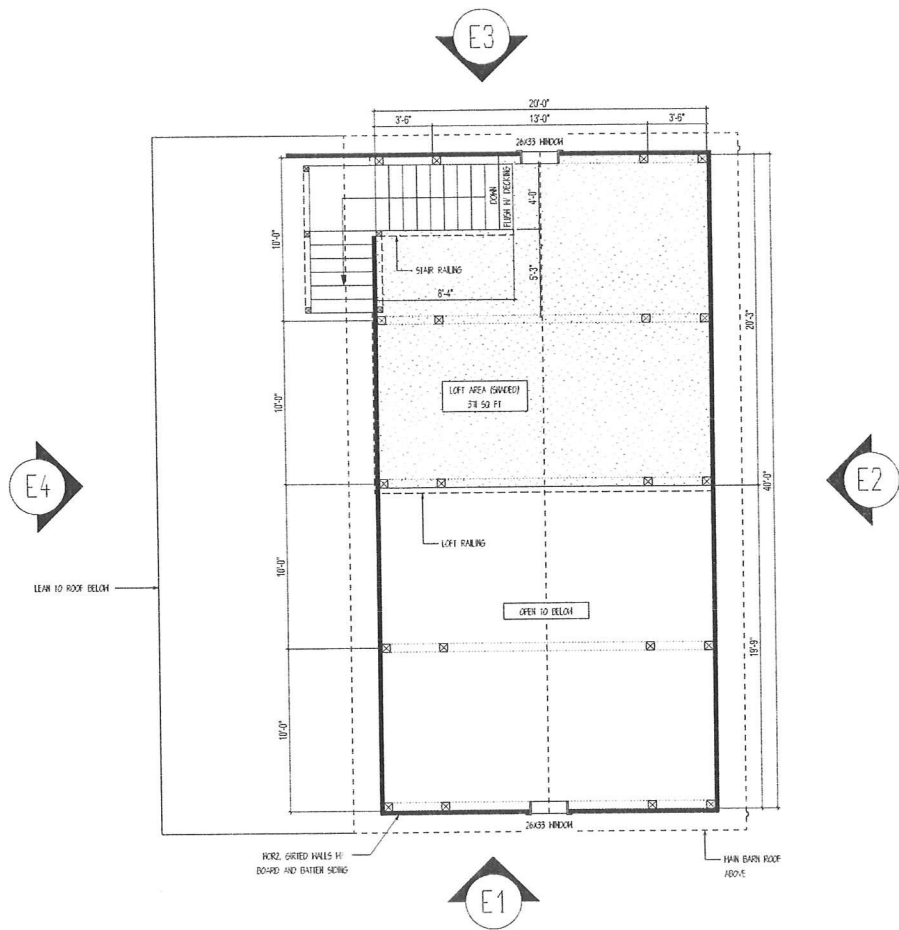 E3
20'-0"
3'-6"
13'-0"
3'-6"
26X33 WINDOW
DOWN
FLUSH W/ DECKING
4'-0"
10'-0"
STAIR RAILING
5'-3"
8'-4"
20'-3"
LOFT AREA (SHADED)
371 SQ FT
10'-0"
E4
E2
40'-0"
LOFT RAILING
10'-0"
LEAN TO ROOF BELOW
OPEN TO BELOW
19'-9"
10'-0"
26X33 WINDOW
HORZ. GIRTED WALLS W/
BOARD AND BATTEN SIDING
MAIN BARN ROOF
ABOVE
E1